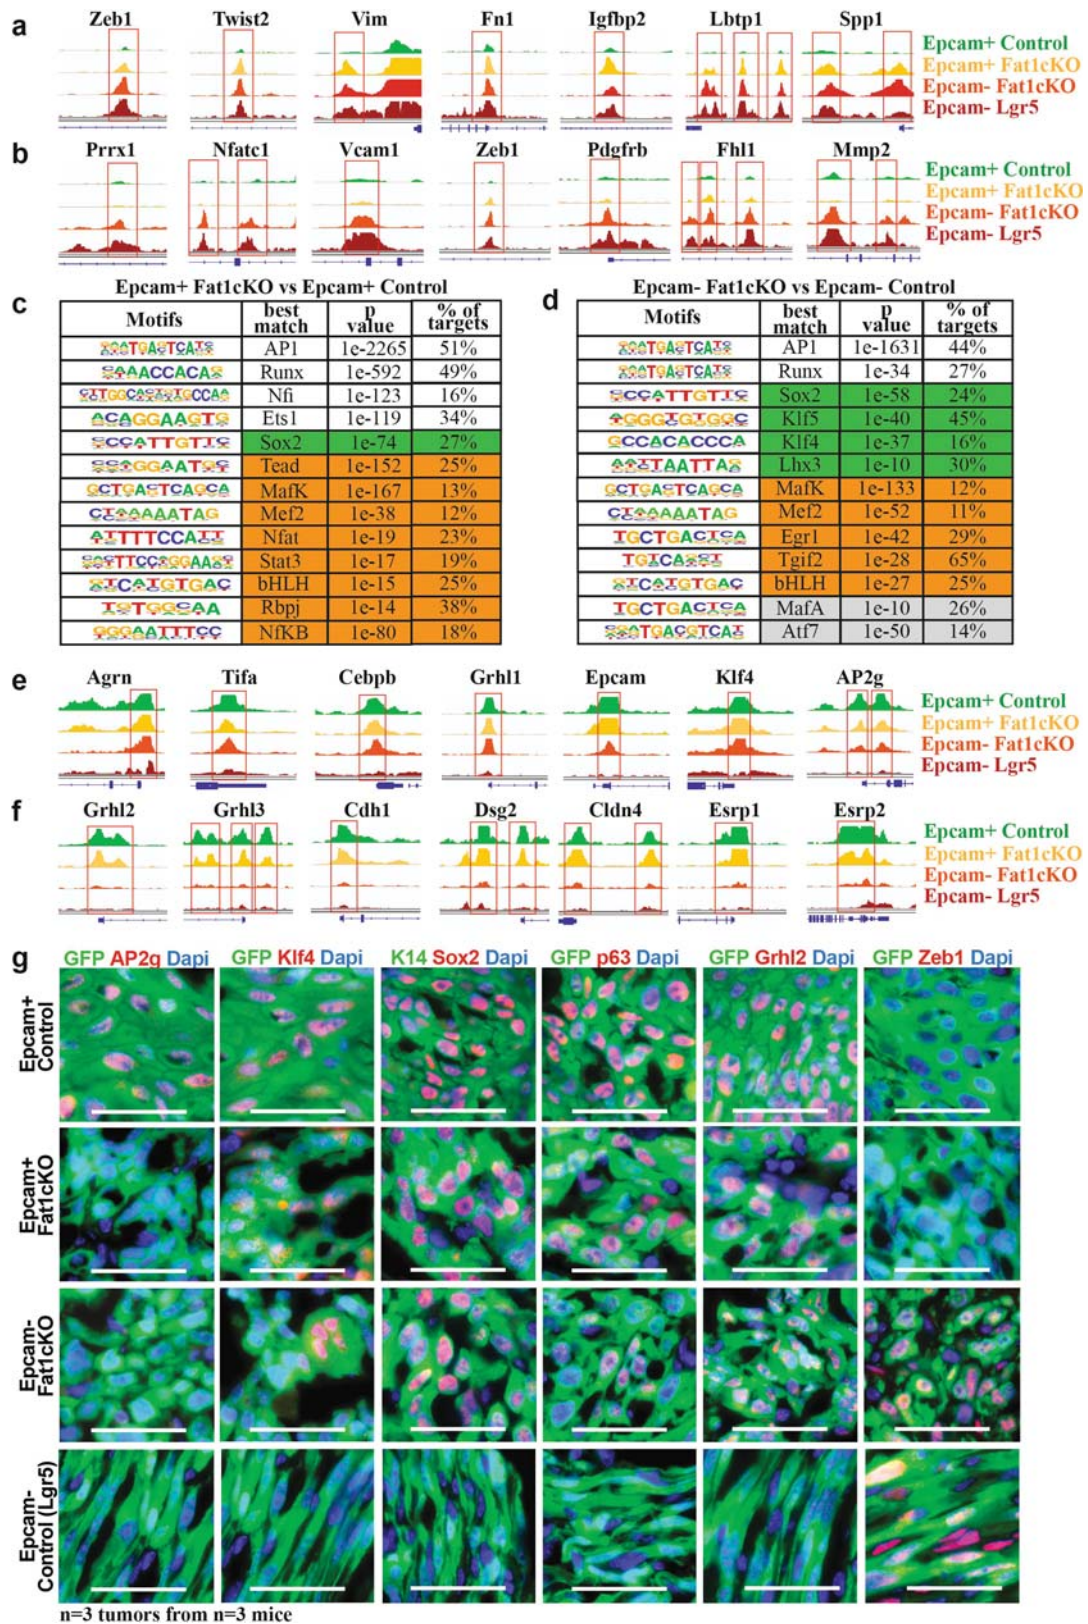 a
Zeb1 Twist2 Vim Fn1 Igfbp2 Lbtp1 Spp1
Epcam+ Control
Epcam+ Fat1cKO
Epcam- Fat1cKO
Epcam- Lgr5
b
Prrx1 Nfatc1 Vcam1 Zeb1 Pdgfrb Fhl1 Mmp2
Epcam+ Control
Epcam+ Fat1cKO
Epcam- Fat1cKO
Epcam- Lgr5
c
Epcam+ Fat1cKO vs Epcam+ Control
Motifs best match p value % of targets
ACAGGAAGTG
AP1 1e-2265 51%
Runx 1e-592 49%
Nfi 1e-123 16%
Ets1 1e-119 34%
Sox2 1e-74 27%
Tead 1e-152 25%
MafK 1e-167 13%
Mef2 1e-38 12%
Nfat 1e-19 23%
Stat3 1e-17 19%
bHLH 1e-15 25%
Rbpj 1e-14 38%
NfKB 1e-80 18%
d
Epcam- Fat1cKO vs Epcam- Control
Motifs best match p value % of targets
AP1 1e-1631 44%
Runx 1e-34 27%
Sox2 1e-58 24%
Klf5 1e-40 45%
GCCACACCCA Klf4 1e-37 16%
Lhx3 1e-10 30%
MafK 1e-133 12%
Mef2 1e-52 11%
Egr1 1e-42 29%
Tgif2 1e-28 65%
bHLH 1e-27 25%
MafA 1e-10 26%
Atf7 1e-50 14%
e
Agrn Tifa Cebpb Grhl1 Epcam Klf4 AP2g
Epcam+ Control
Epcam+ Fat1cKO
Epcam- Fat1cKO
Epcam- Lgr5
f
Grhl2 Grhl3 Cdh1 Dsg2 Cldn4 Esrp1 Esrp2
Epcam+ Control
Epcam+ Fat1cKO
Epcam- Fat1cKO
Epcam- Lgr5
g
GFP AP2g Dapi GFP Klf4 Dapi K14 Sox2 Dapi GFP p63 Dapi GFP Grhl2 Dapi GFP Zeb1 Dapi
Epcam+
Control
Epcam+
Fat1cKO
Epcam-
Fat1cKO
Epcam-
Control (Lgr5)
n=3 tumors from n=3 mice